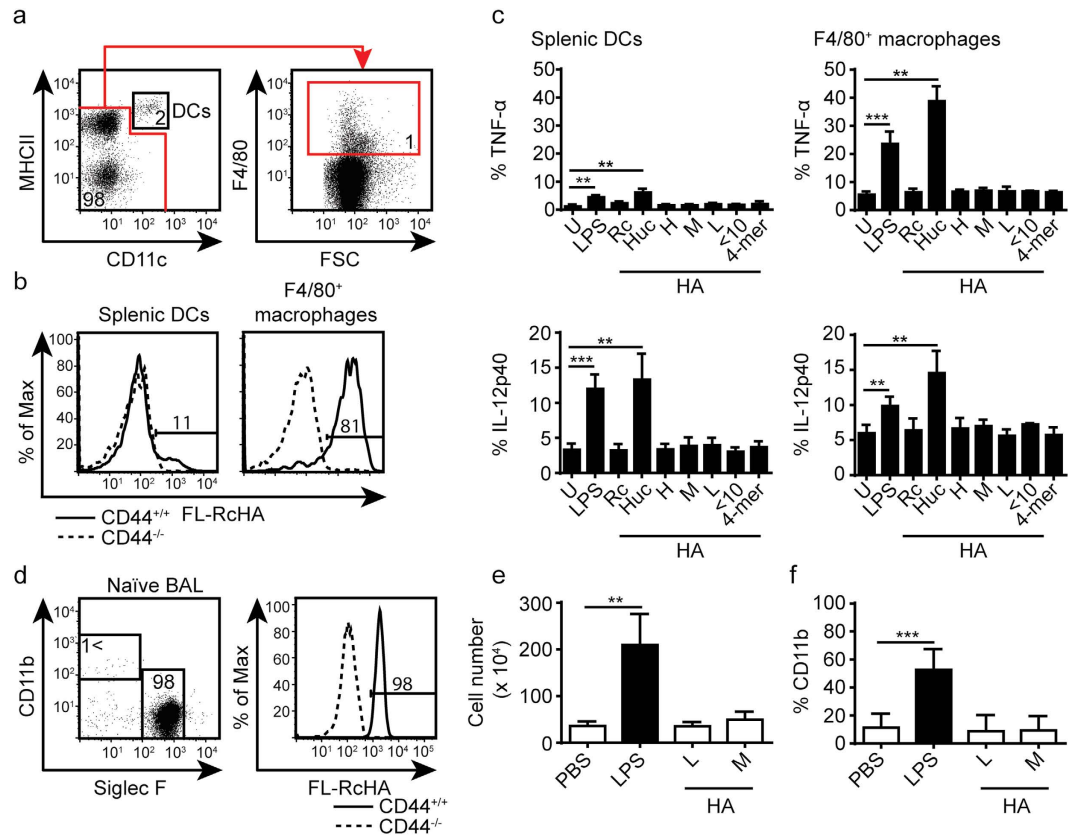 a
MHCII
10⁴
10³
10²
10¹
DCs
2
98
10¹ 10² 10³ 10⁴
CD11c
F4/80
10⁴
10³
10²
10¹
1
10¹ 10² 10³ 10⁴
FSC
b
Splenic DCs
F4/80⁺ macrophages
% of Max
100
80
60
40
20
0
11
10⁰ 10² 10³ 10⁴
81
10⁰ 10² 10³ 10⁴
FL-RcHA
CD44⁺/⁺
CD44⁻/⁻
c
Splenic DCs
% TNF-α
50
40
30
20
10
0
**
**
U LPS Rc Huc H M L <10 4-mer
HA
F4/80⁺ macrophages
% TNF-α
50
40
30
20
10
0
**
***
U LPS Rc Huc H M L <10 4-mer
HA
% IL-12p40
20
15
10
5
0
**
***
U LPS Rc Huc H M L <10 4-mer
HA
% IL-12p40
20
15
10
5
0
**
**
U LPS Rc Huc H M L <10 4-mer
HA
d
Naïve BAL
CD11b
10⁴
10³
10²
10¹
1<
98
10¹ 10² 10³ 10⁴
Siglec F
% of Max
100
80
60
40
20
0
98
10¹ 10² 10³ 10⁴ 10⁵
FL-RcHA
CD44⁺/⁺
CD44⁻/⁻
e
Cell number
(x 10⁴)
300
200
100
0
**
PBS LPS L M
HA
f
% CD11b
100
80
60
40
20
0
***
PBS LPS L M
HA